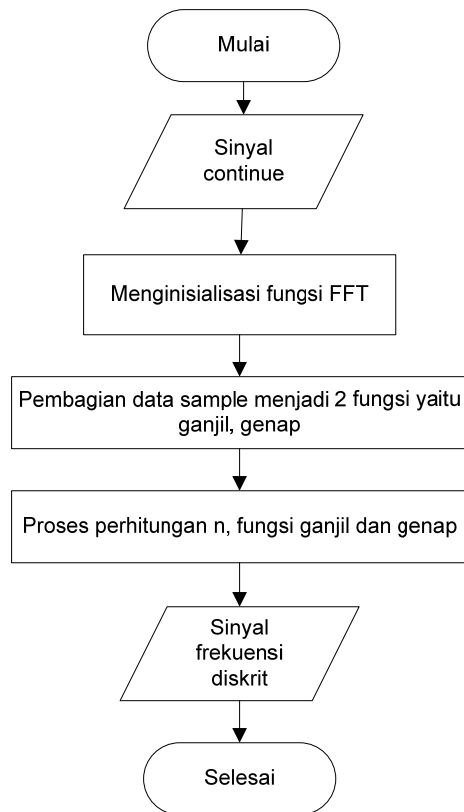 Mulai
Sinyal
continue
Menginisialisasi fungsi FFT
Pembagian data sample menjadi 2 fungsi yaitu
ganjil, genap
Proses perhitungan n, fungsi ganjil dan genap
Sinyal
frekuensi
diskrit
Selesai